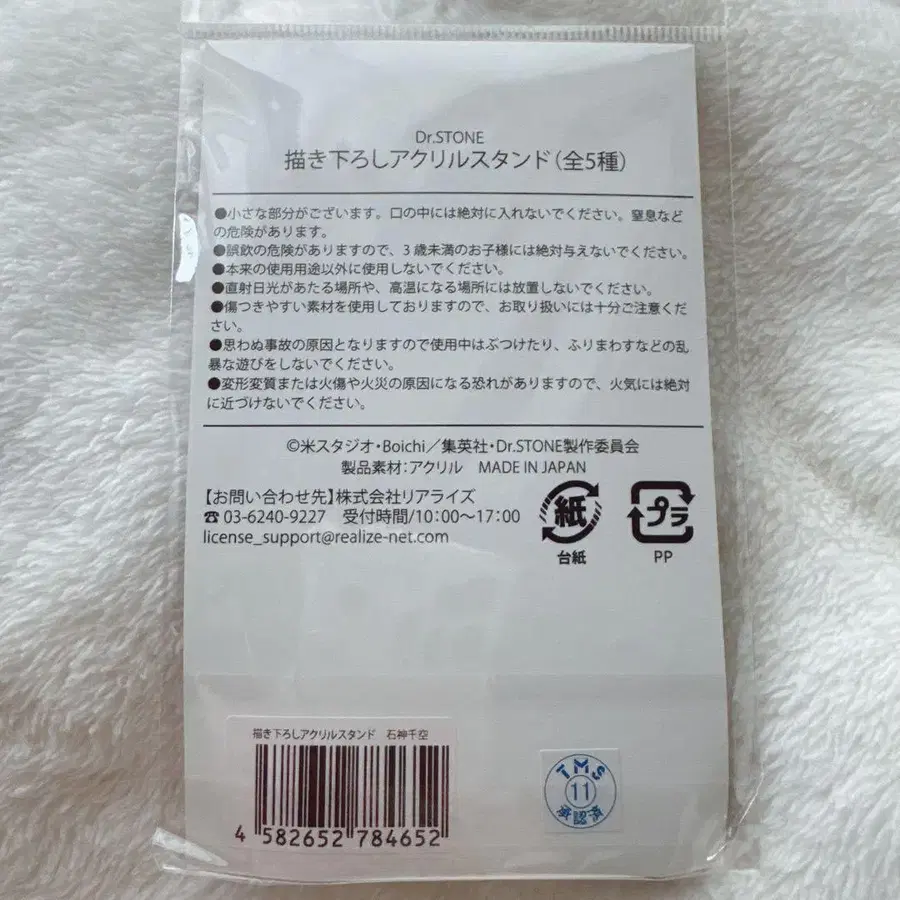 Dr.STONE
描き下ろしアクリルスタンド（全5種）
●小さな部分がございます。口の中には絶対に入れないでください。窒息など
の危険があります。
●誤飲の危険がありますので、3歳未満のお子様には絶対与えないでください。
●本来の使用用途以外に使用しないでください。
●直射日光があたる場所や、高温になる場所には放置しないでください。
●傷つきやすい素材を使用しておりますので、お取り扱いには十分ご注意くだ
さい。
●思わぬ事故の原因となりますので使用中はぶつけたり、ふりまわすなどの乱
暴な遊びをしないでください。
●変形変質または火傷や火災の原因になる恐れがありますので、火気には絶対
に近づけないでください。
©米スタジオ・Boichi／集英社・Dr.STONE製作委員会
製品素材：アクリル　MADE IN JAPAN
【お問い合わせ先】株式会社リアライズ
☎ 03-6240-9227　受付時間/10：00〜17：00
license_support@realize-net.com
紙
台紙
プラ
PP
描き下ろしアクリルスタンド　石神千空
4 582652 784652
TMS
11
承認済